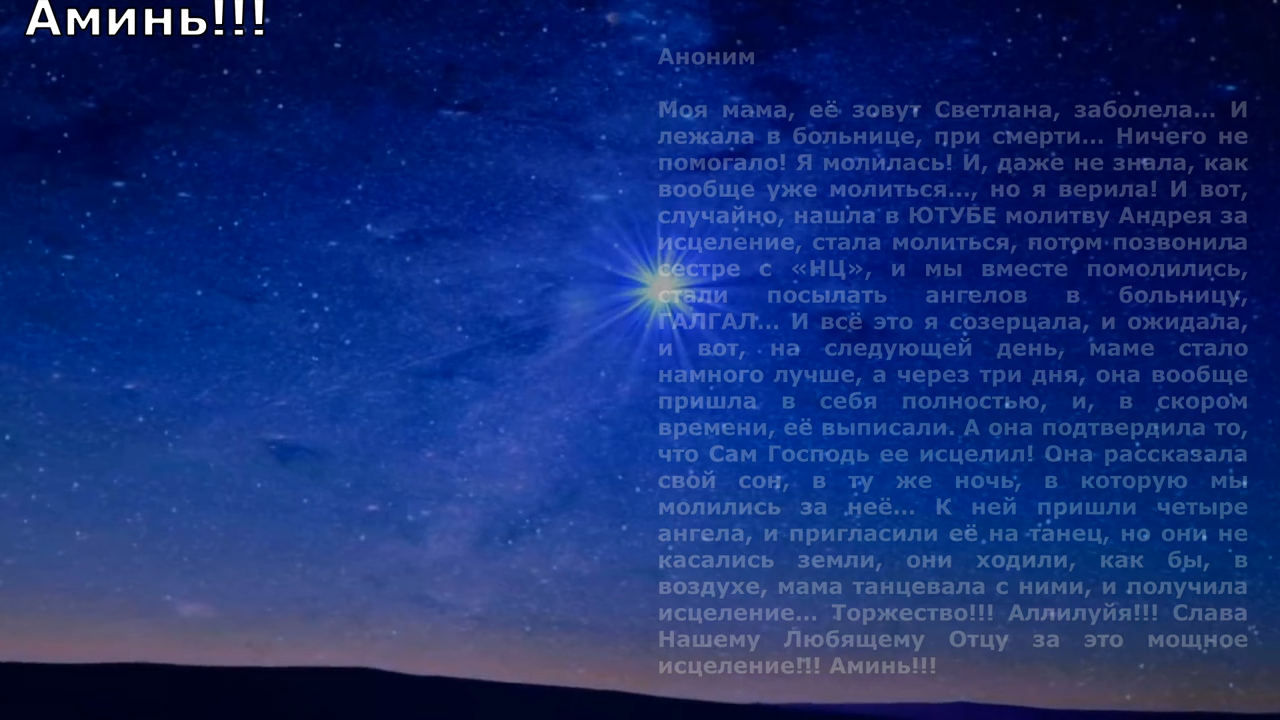 Аминь!!!
Аноним
Моя мама, её зовут Светлана, заболела... И
лежала в больнице, при смерти... Ничего не
помогало! Я молилась! И, даже не знала, как
вообще уже молиться..., но я верила! И вот,
случайно, нашла в ЮТУБЕ молитву Андрея за
исцеление, стала молиться, потом позвонила
сестре с «НЦ», и мы вместе помолились,
стали посылать ангелов в больницу,
ГАЛГАЛ... И всё это я созерцала, и ожидала,
и вот, на следующей день, маме стало
намного лучше, а через три дня, она вообще
пришла в себя полностью, и, в скором
времени, её выписали. А она подтвердила то,
что Сам Господь ее исцелил! Она рассказала
свой сон, в ту же ночь, в которую мы
молились за неё... К ней пришли четыре
ангела, и пригласили её на танец, но они не
касались земли, они ходили, как бы, в
воздухе, мама танцевала с ними, и получила
исцеление... Торжество!!! Аллилуйя!!! Слава
Нашему Любящему Отцу за это мощное
исцеление!!! Аминь!!!